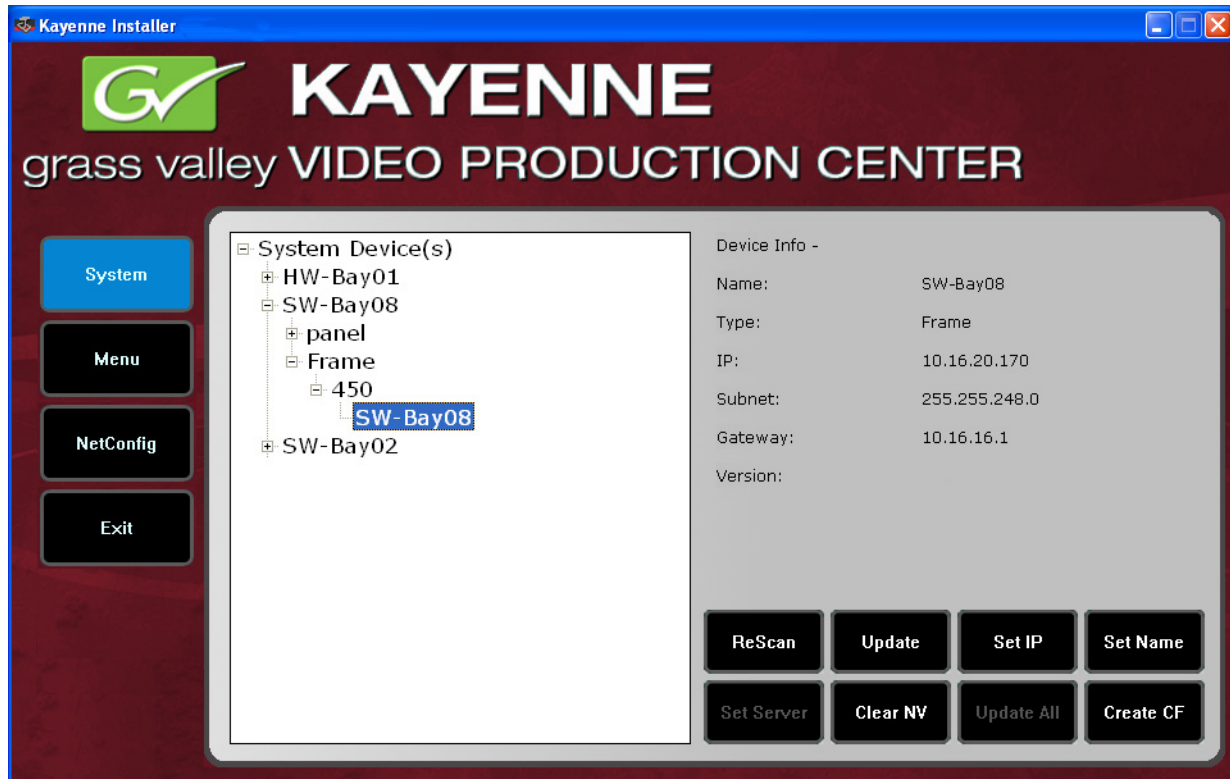 Kayenne Installer
GV KAYENNE
grass valley VIDEO PRODUCTION CENTER
System
Menu
NetConfig
Exit
System Device(s)
HW-Bay01
SW-Bay08
panel
Frame
450
SW-Bay08
SW-Bay02
Device Info -
Name: SW-Bay08
Type: Frame
IP: 10.16.20.170
Subnet: 255.255.248.0
Gateway: 10.16.16.1
Version:
ReScan Update Set IP Set Name
Set Server Clear NV Update All Create CF